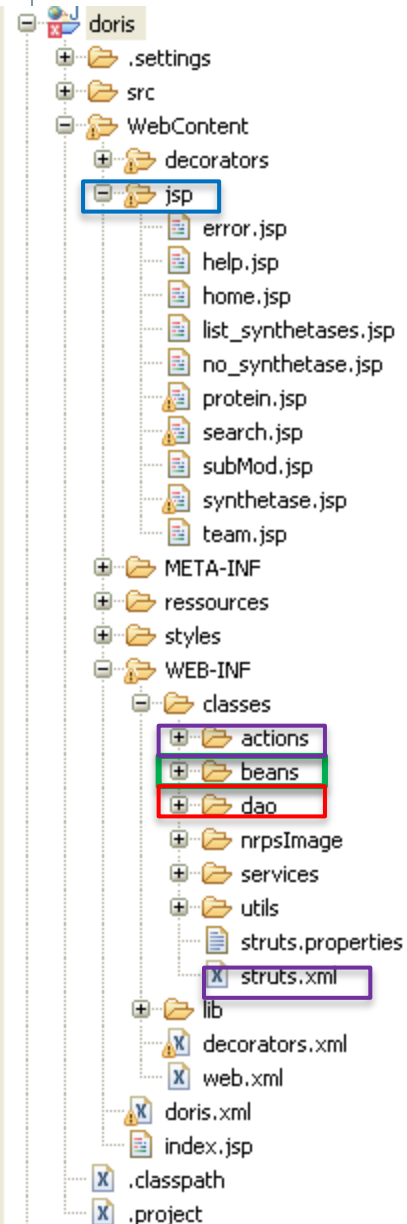 doris
.settings
src
WebContent
decorators
jsp
error.jsp
help.jsp
home.jsp
list_synthetases.jsp
no_synthetase.jsp
protein.jsp
search.jsp
subMod.jsp
synthetase.jsp
team.jsp
META-INF
ressources
styles
WEB-INF
classes
actions
beans
dao
nrpsImage
services
utils
struts.properties
struts.xml
lib
decorators.xml
web.xml
doris.xml
index.jsp
.classpath
.project